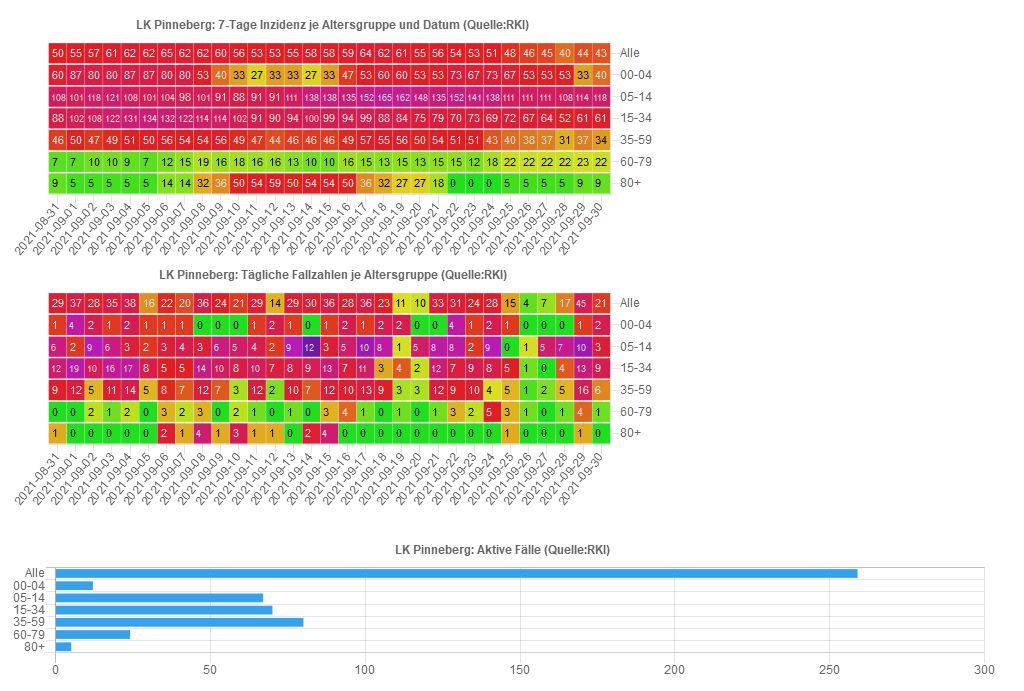 LK Pinneberg: 7-Tage Inzidenz je Altersgruppe und Datum (Quelle:RKI)
50 55 57 61 62 62 65 62 62 60 56 53 53 55 58 58 59 64 62 61 55 56 54 53 51 48 46 45 40 44 43 Alle
60 87 80 80 87 80 80 80 53 40 33 27 33 33 27 33 47 53 60 60 53 53 73 67 73 67 53 53 53 33 40 00-04
108 101 118 121 108 101 104 98 101 91 88 91 91 111 138 138 135 152 165 162 148 135 152 141 138 111 111 111 108 114 118 05-14
88 102 108 122 131 134 132 122 114 114 102 91 90 94 100 99 94 99 88 84 75 79 70 73 69 72 67 64 52 61 61 15-34
46 50 47 49 51 50 56 54 54 56 49 47 44 46 46 46 49 57 55 56 50 54 51 51 43 40 38 37 31 37 34 35-59
7 7 10 10 9 7 12 15 19 16 18 16 16 13 10 10 16 15 13 15 13 15 15 12 18 22 22 22 22 23 22 60-79
9 5 5 5 5 5 14 14 32 36 50 54 59 50 54 54 50 36 32 27 27 18 0 0 0 5 5 5 5 9 9 80+
2021-08-31 2021-09-01 2021-09-02 2021-09-03 2021-09-04 2021-09-05 2021-09-06 2021-09-07 2021-09-08 2021-09-09 2021-09-10 2021-09-11 2021-09-12 2021-09-13 2021-09-14 2021-09-15 2021-09-16 2021-09-17 2021-09-18 2021-09-19 2021-09-20 2021-09-21 2021-09-22 2021-09-23 2021-09-24 2021-09-25 2021-09-26 2021-09-27 2021-09-28 2021-09-29 2021-09-30
LK Pinneberg: Tägliche Fallzahlen je Altersgruppe (Quelle:RKI)
29 37 28 35 38 16 22 20 36 24 21 29 14 29 30 36 28 36 23 11 10 33 31 24 28 15 4 7 17 45 21 Alle
1 4 2 1 2 1 1 1 0 0 0 1 2 1 0 1 2 1 2 2 0 0 4 1 2 1 0 0 0 1 2 00-04
6 2 9 6 3 2 3 4 3 6 5 4 2 9 12 3 5 10 8 1 5 8 8 2 9 0 1 5 7 10 3 05-14
12 19 10 16 17 8 5 5 14 10 8 10 7 8 9 13 7 11 3 4 2 12 7 9 8 5 1 0 4 13 9 15-34
9 12 5 11 14 5 8 7 12 7 3 12 2 10 7 12 10 13 9 3 3 12 9 10 4 5 1 2 5 16 6 35-59
0 0 2 1 2 0 3 2 3 0 2 1 0 1 0 3 4 1 0 1 0 1 3 2 5 3 1 0 1 4 1 60-79
1 0 0 0 0 0 2 1 4 1 3 1 1 0 2 4 0 0 0 0 0 0 0 0 0 1 0 0 0 1 0 80+
2021-08-31 2021-09-01 2021-09-02 2021-09-03 2021-09-04 2021-09-05 2021-09-06 2021-09-07 2021-09-08 2021-09-09 2021-09-10 2021-09-11 2021-09-12 2021-09-13 2021-09-14 2021-09-15 2021-09-16 2021-09-17 2021-09-18 2021-09-19 2021-09-20 2021-09-21 2021-09-22 2021-09-23 2021-09-24 2021-09-25 2021-09-26 2021-09-27 2021-09-28 2021-09-29 2021-09-30
LK Pinneberg: Aktive Fälle (Quelle:RKI)
Alle
00-04
05-14
15-34
35-59
60-79
80+
0 50 100 150 200 250 300